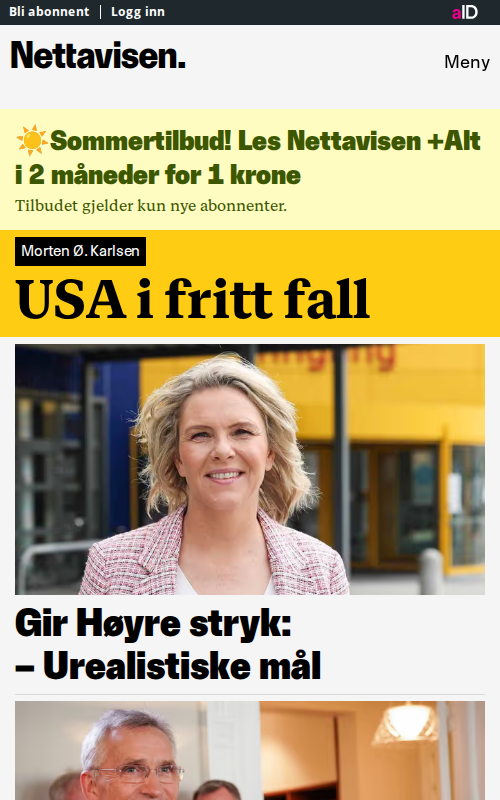 Bli abonnent | Logg inn
aID
Nettavisen.
Meny
☀️Sommertilbud! Les Nettavisen +Alt
i 2 måneder for 1 krone
Tilbudet gjelder kun nye abonnenter.
Morten Ø. Karlsen
USA i fritt fall
Gir Høyre stryk:
– Urealistiske mål